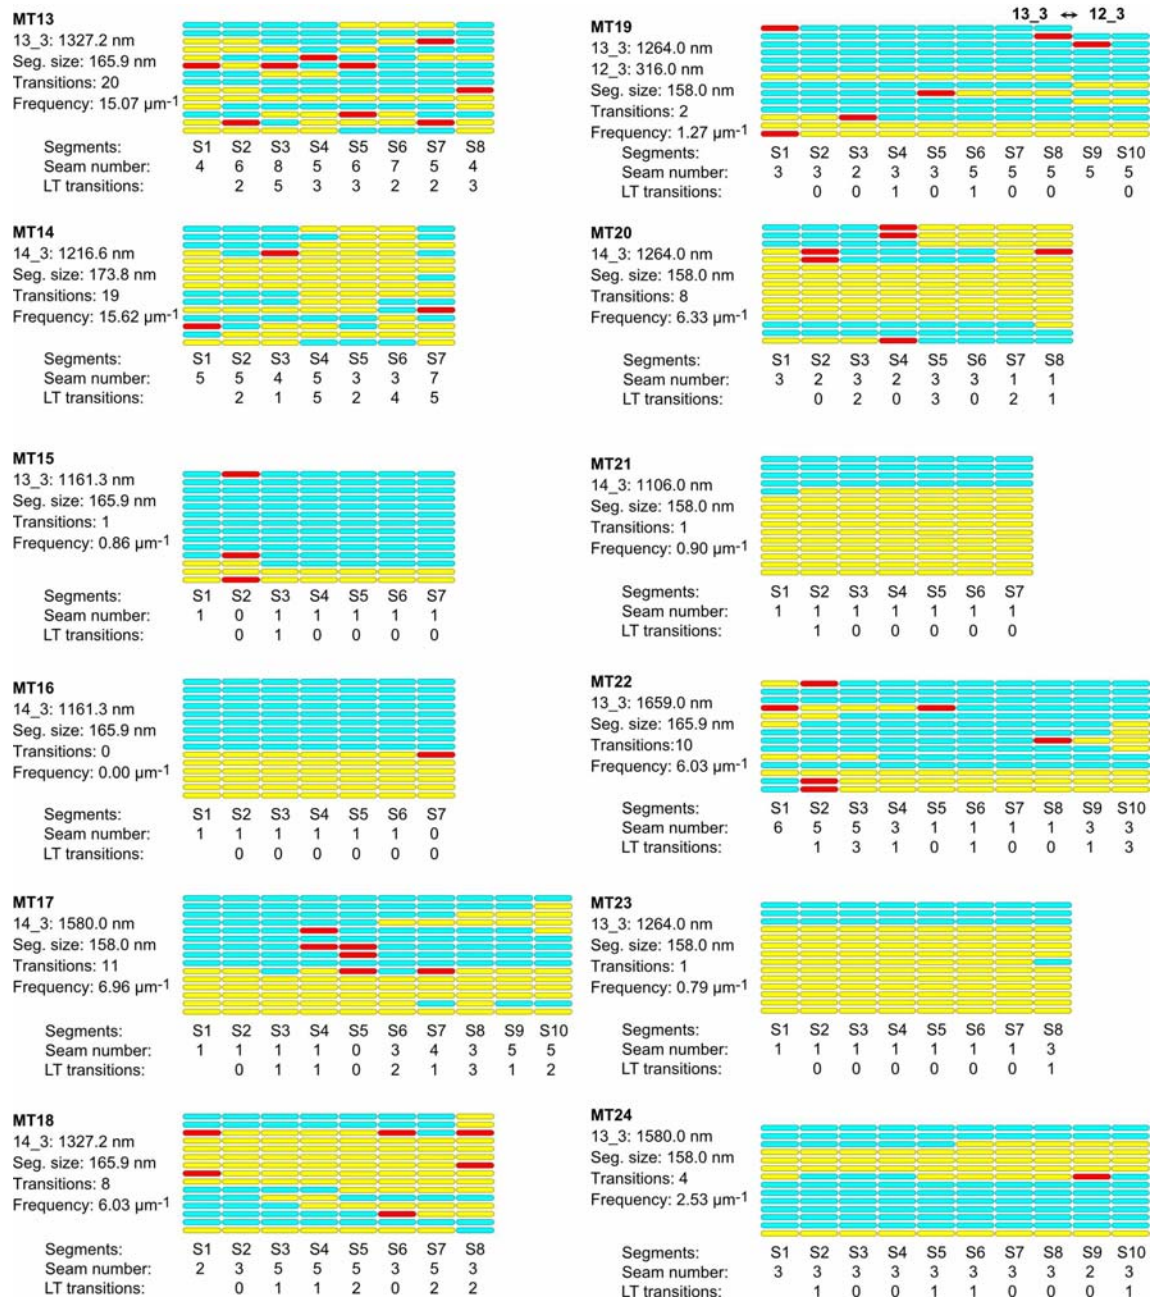 MT13
13_3: 1327.2 nm
Seg. size: 165.9 nm
Transitions: 20
Frequency: 15.07 µm-1
Segments: S1 S2 S3 S4 S5 S6 S7 S8
Seam number: 4 6 8 5 6 7 5 4
LT transitions: 2 5 3 3 2 2 3
MT14
14_3: 1216.6 nm
Seg. size: 173.8 nm
Transitions: 19
Frequency: 15.62 µm-1
Segments: S1 S2 S3 S4 S5 S6 S7
Seam number: 5 5 4 5 3 3 7
LT transitions: 2 1 5 2 4 5
MT15
13_3: 1161.3 nm
Seg. size: 165.9 nm
Transitions: 1
Frequency: 0.86 µm-1
Segments: S1 S2 S3 S4 S5 S6 S7
Seam number: 1 0 1 1 1 1 1
LT transitions: 0 1 0 0 0 0
MT16
14_3: 1161.3 nm
Seg. size: 165.9 nm
Transitions: 0
Frequency: 0.00 µm-1
Segments: S1 S2 S3 S4 S5 S6 S7
Seam number: 1 1 1 1 1 1 0
LT transitions: 0 0 0 0 0 0
MT17
14_3: 1580.0 nm
Seg. size: 158.0 nm
Transitions: 11
Frequency: 6.96 µm-1
Segments: S1 S2 S3 S4 S5 S6 S7 S8 S9 S10
Seam number: 1 1 1 1 0 3 4 3 5 5
LT transitions: 0 1 1 0 2 1 3 1 2
MT18
14_3: 1327.2 nm
Seg. size: 165.9 nm
Transitions: 8
Frequency: 6.03 µm-1
Segments: S1 S2 S3 S4 S5 S6 S7 S8
Seam number: 2 3 5 5 5 3 5 3
LT transitions: 0 1 1 2 0 2 2
13_3 ↔ 12_3
MT19
13_3: 1264.0 nm
12_3: 316.0 nm
Seg. size: 158.0 nm
Transitions: 2
Frequency: 1.27 µm-1
Segments: S1 S2 S3 S4 S5 S6 S7 S8 S9 S10
Seam number: 3 3 2 3 3 5 5 5 5 5
LT transitions: 0 0 1 0 1 0 0 0
MT20
14_3: 1264.0 nm
Seg. size: 158.0 nm
Transitions: 8
Frequency: 6.33 µm-1
Segments: S1 S2 S3 S4 S5 S6 S7 S8
Seam number: 3 2 3 2 3 3 1 1
LT transitions: 0 2 0 3 0 2 1
MT21
14_3: 1106.0 nm
Seg. size: 158.0 nm
Transitions: 1
Frequency: 0.90 µm-1
Segments: S1 S2 S3 S4 S5 S6 S7
Seam number: 1 1 1 1 1 1 1
LT transitions: 1 0 0 0 0 0
MT22
13_3: 1659.0 nm
Seg. size: 165.9 nm
Transitions:10
Frequency: 6.03 µm-1
Segments: S1 S2 S3 S4 S5 S6 S7 S8 S9 S10
Seam number: 6 5 5 3 1 1 1 1 3 3
LT transitions: 1 3 1 0 1 0 0 1 3
MT23
13_3: 1264.0 nm
Seg. size: 158.0 nm
Transitions: 1
Frequency: 0.79 µm-1
Segments: S1 S2 S3 S4 S5 S6 S7 S8
Seam number: 1 1 1 1 1 1 1 3
LT transitions: 0 0 0 0 0 0 1
MT24
13_3: 1580.0 nm
Seg. size: 158.0 nm
Transitions: 4
Frequency: 2.53 µm-1
Segments: S1 S2 S3 S4 S5 S6 S7 S8 S9 S10
Seam number: 3 3 3 3 3 3 3 3 2 3
LT transitions: 1 0 0 1 1 0 0 0 1